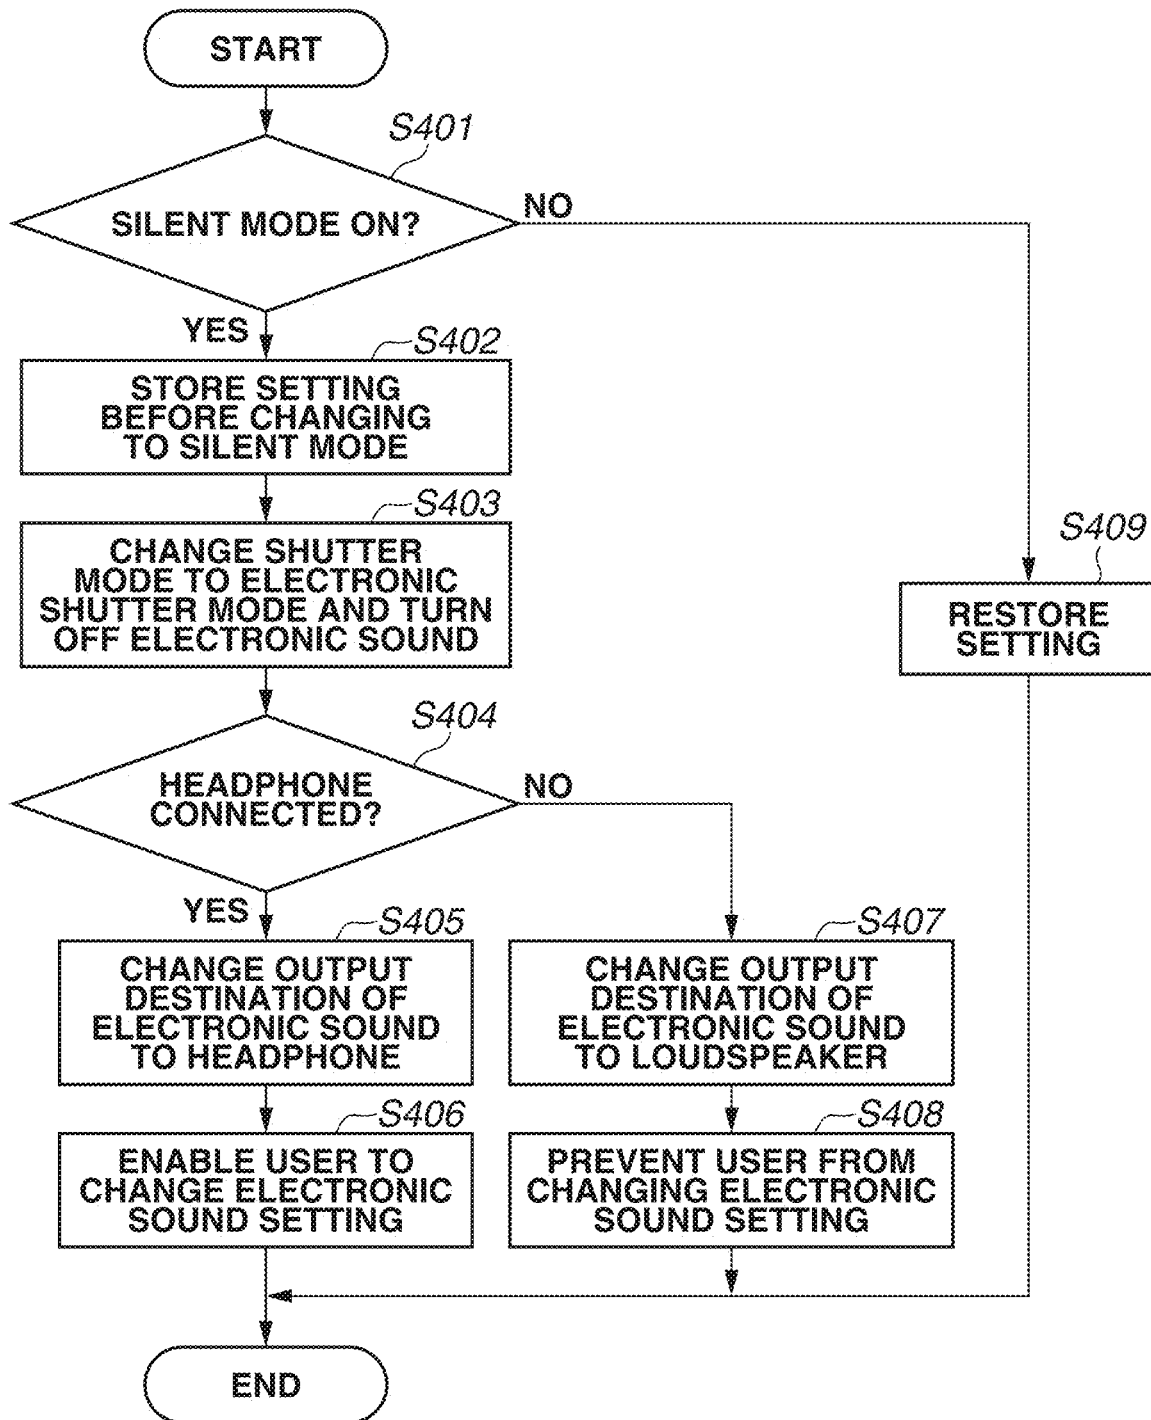 START
S401
SILENT MODE ON?
NO
YES
S402
STORE SETTING
BEFORE CHANGING
TO SILENT MODE
S403
CHANGE SHUTTER
MODE TO ELECTRONIC
SHUTTER MODE AND TURN
OFF ELECTRONIC SOUND
S409
RESTORE
SETTING
S404
HEADPHONE
CONNECTED?
NO
YES
S405
CHANGE OUTPUT
DESTINATION OF
ELECTRONIC SOUND
TO HEADPHONE
S407
CHANGE OUTPUT
DESTINATION OF
ELECTRONIC SOUND
TO LOUDSPEAKER
S406
ENABLE USER TO
CHANGE ELECTRONIC
SOUND SETTING
S408
PREVENT USER FROM
CHANGING ELECTRONIC
SOUND SETTING
END